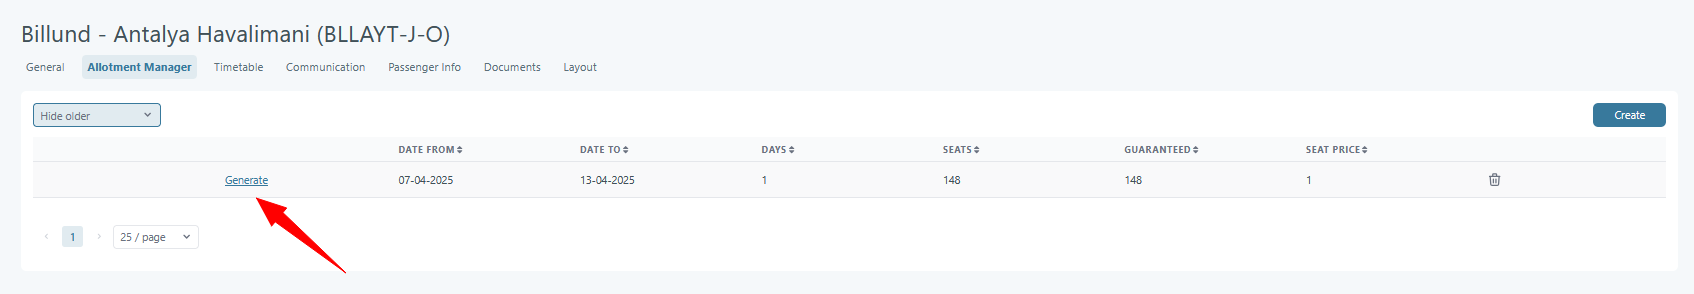 Billund - Antalya Havalimani (BLLAYT-J-O)
General Allotment Manager Timetable Communication Passenger Info Documents Layout
Hide older Create
DATE FROM DATE TO DAYS SEATS GUARANTEED SEAT PRICE
Generate 07-04-2025 13-04-2025 1 148 148 1
1 25 / page